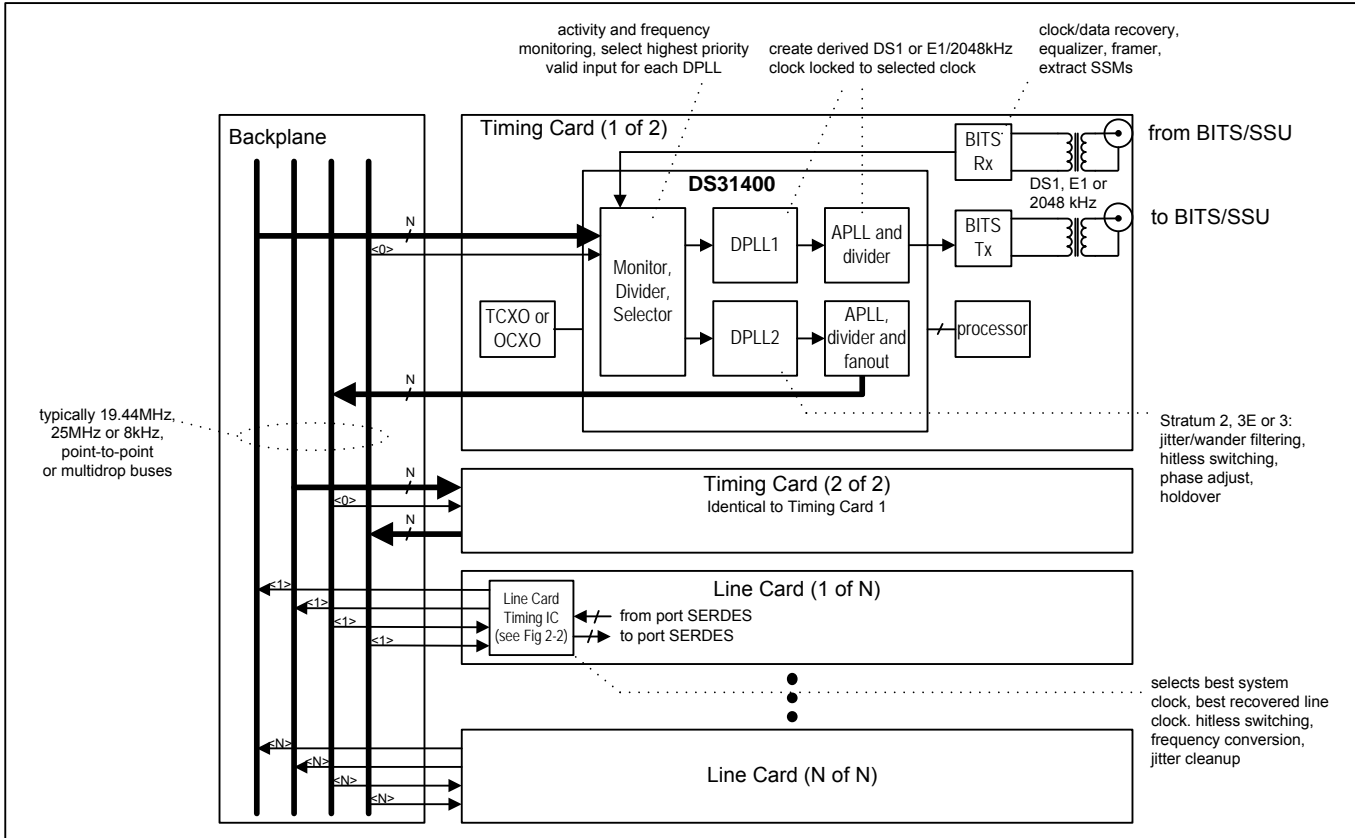 activity and frequency
monitoring, select highest priority
valid input for each DPLL
create derived DS1 or E1/2048kHz
clock locked to selected clock
clock/data recovery,
equalizer, framer,
extract SSMs
Backplane
Timing Card (1 of 2)
BITS
Rx
from BITS/SSU
DS31400
DS1, E1 or
2048 kHz
to BITS/SSU
BITS
Tx
N
<0>
Monitor,
Divider,
Selector
DPLL1
APLL and
divider
TCXO or
OCXO
DPLL2
APLL,
divider and
fanout
processor
N
typically 19.44MHz,
25MHz or 8kHz,
point-to-point
or multidrop buses
Stratum 2, 3E or 3:
jitter/wander filtering,
hitless switching,
phase adjust,
holdover
N
<0>
N
Timing Card (2 of 2)
Identical to Timing Card 1
Line Card (1 of N)
<1>
<1>
<1>
<1>
Line Card
Timing IC
(see Fig 2-2)
from port SERDES
to port SERDES
selects best system
clock, best recovered line
clock. hitless switching,
frequency conversion,
jitter cleanup
<N>
<N>
<N>
<N>
Line Card (N of N)